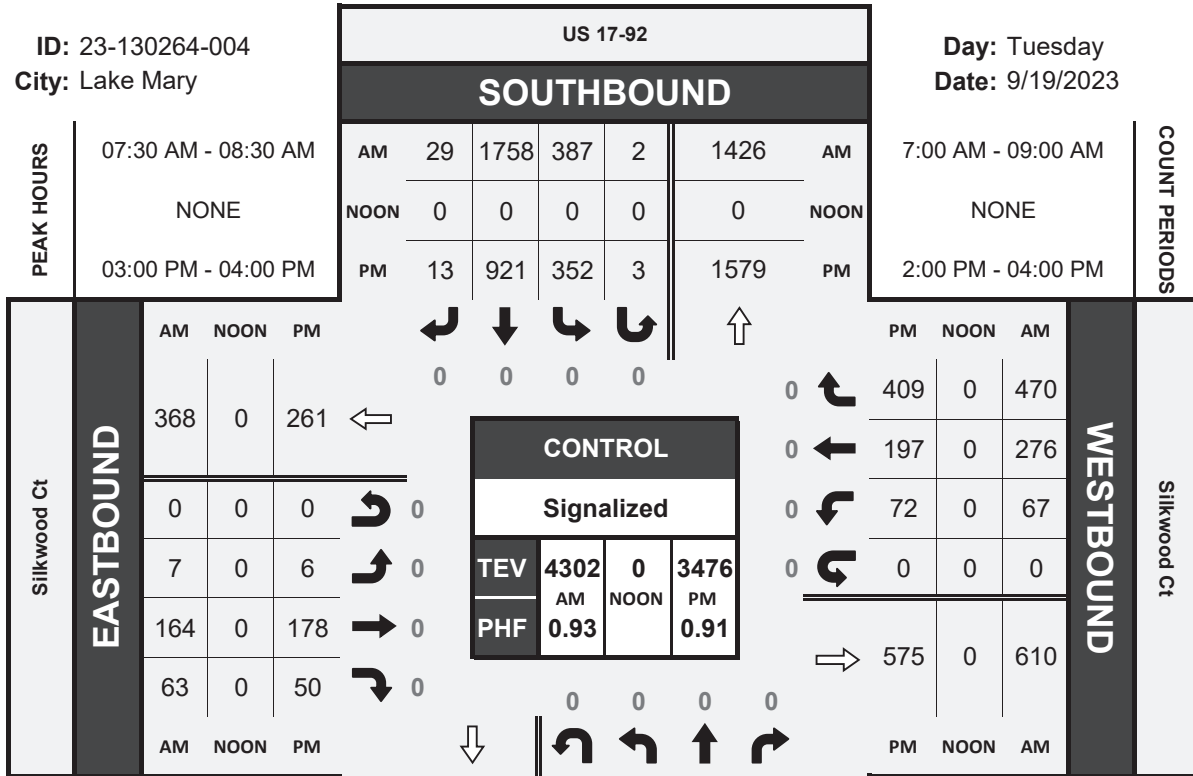 ID: 23-130264-004
City: Lake Mary
US 17-92
SOUTHBOUND
Day: Tuesday
Date: 9/19/2023
PEAK HOURS
07:30 AM - 08:30 AM
NONE
03:00 PM - 04:00 PM
AM 29 1758 387 2 1426 AM
NOON 0 0 0 0 0 NOON
PM 13 921 352 3 1579 PM
7:00 AM - 09:00 AM
NONE
2:00 PM - 04:00 PM
COUNT PERIODS
0 0 0 0
Silkwood Ct
EASTBOUND
AM NOON PM
368 0 261
0 0 0 0
7 0 6 0
164 0 178 0
63 0 50 0
AM NOON PM
CONTROL
Signalized
TEV 4302 0 3476
AM NOON PM
PHF 0.93 0.91
PM NOON AM
0 409 0 470
0 197 0 276
0 72 0 67
0 0 0 0
575 0 610
PM NOON AM
WESTBOUND
Silkwood Ct
0 0 0 0